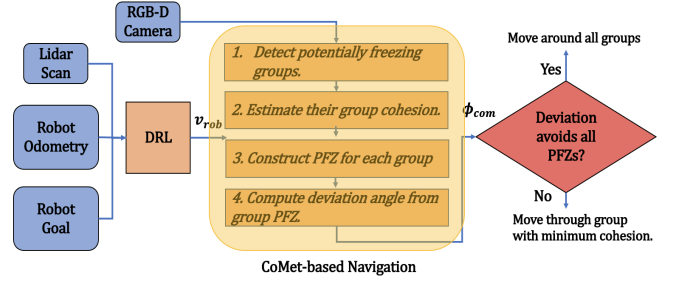 RGB-D
Camera
Lidar
Scan
Robot
Odometry
Robot
Goal
DRL
v_rob
1. Detect potentially freezing
groups.
2. Estimate their group cohesion.
3. Construct PFZ for each group
4. Compute deviation angle from
group PFZ.
CoMet-based Navigation
ϕ_com
Deviation
avoids all
PFZs?
Yes
Move around all groups
No
Move through group
with minimum cohesion.